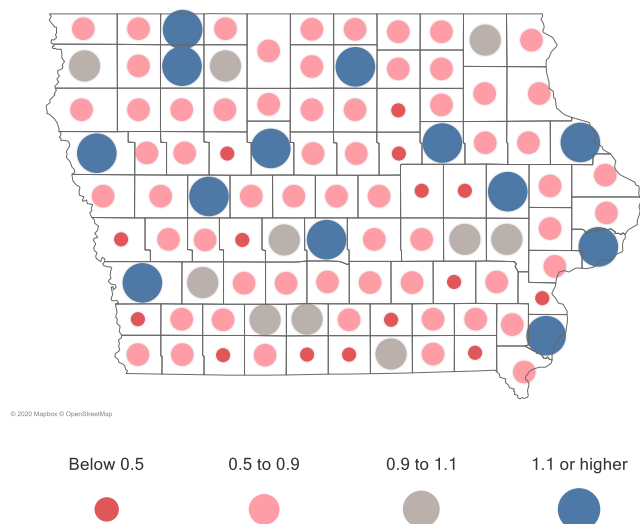 © 2020 Mapbox © OpenStreetMap
Below 0.5
0.5 to 0.9
0.9 to 1.1
1.1 or higher